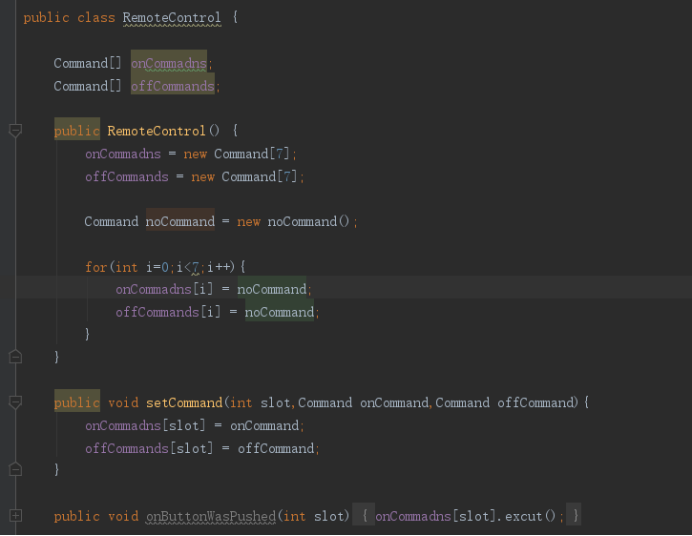 public class RemoteControl {
Command[] onCommadns;
Command[] offCommands;
public RemoteControl() {
onCommadns = new Command[7];
offCommands = new Command[7];
Command noCommand = new noCommand();
for(int i=0;i<7;i++){
onCommadns[i] = noCommand;
offCommands[i] = noCommand;
}
}
public void setCommand(int slot,Command onCommand,Command offCommand){
onCommadns[slot] = onCommand;
offCommands[slot] = offCommand;
}
public void onButtonWasPushed(int slot) { onCommadns[slot].excut(); }